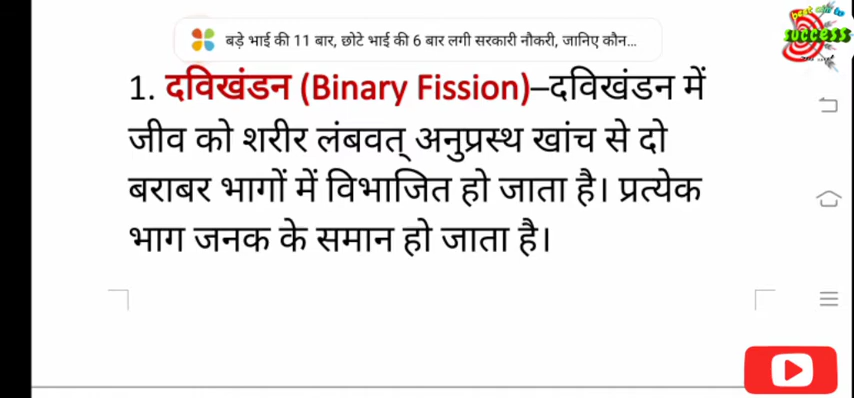 बड़े भाई की 11 बार, छोटे भाई की 6 बार लगी सरकारी नौकरी, जानिए कौन...
SUCCESS
1. दविखंडन (Binary Fission)–दविखंडन में
जीव को शरीर लंबवत् अनुप्रस्थ खांच से दो
बराबर भागों में विभाजित हो जाता है। प्रत्येक
भाग जनक के समान हो जाता है।